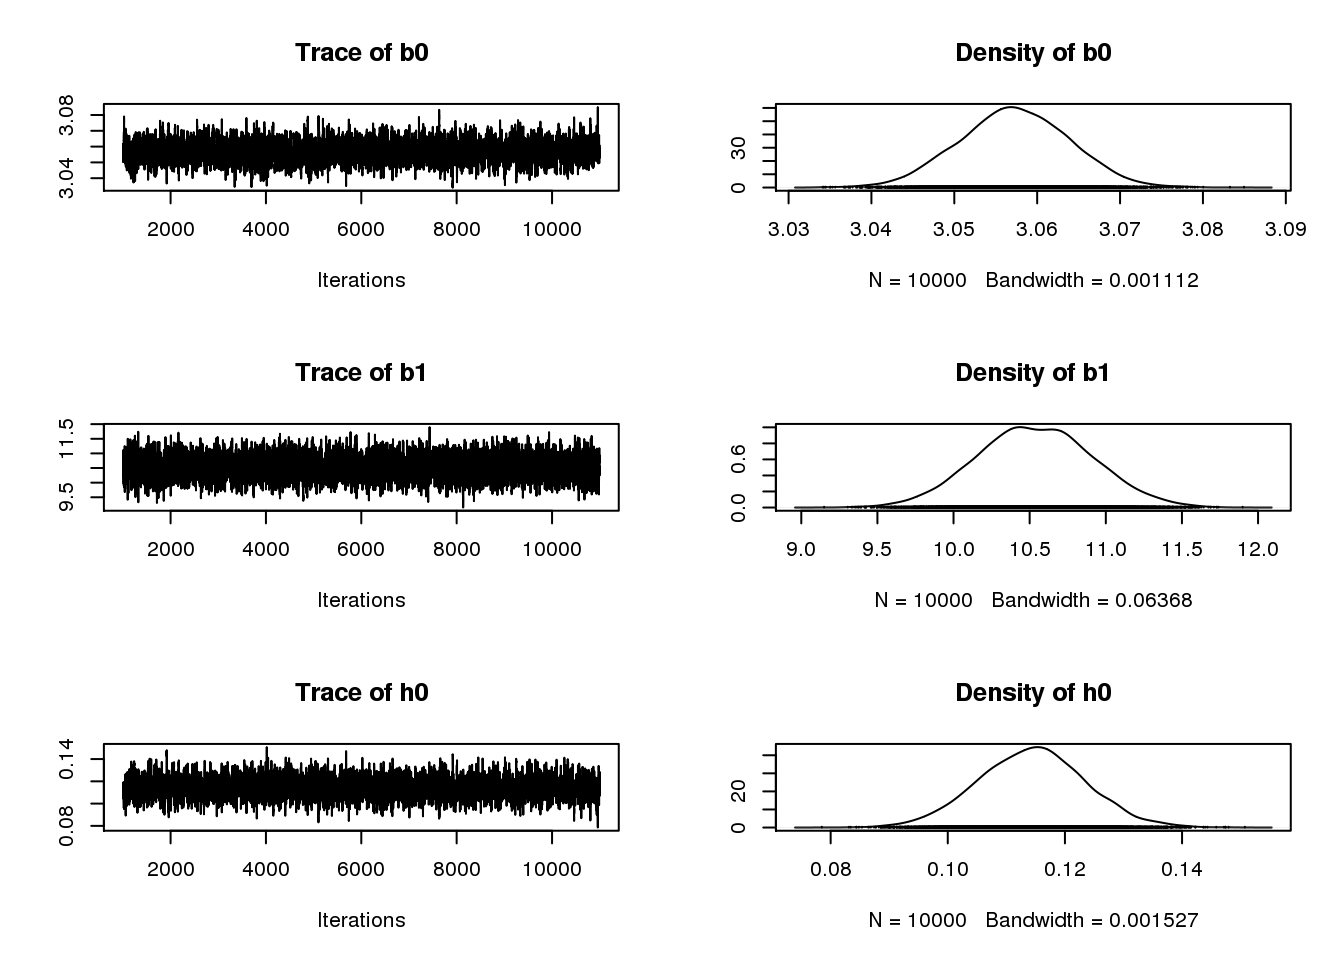 Trace of b0
3.04 3.08
2000 4000 6000 8000 10000
Iterations
Density of b0
0 30
3.03 3.04 3.05 3.06 3.07 3.08 3.09
N = 10000 Bandwidth = 0.001112
Trace of b1
9.5 11.5
2000 4000 6000 8000 10000
Iterations
Density of b1
0.0 0.6
9.0 9.5 10.0 10.5 11.0 11.5 12.0
N = 10000 Bandwidth = 0.06368
Trace of h0
0.08 0.14
2000 4000 6000 8000 10000
Iterations
Density of h0
0 20
0.08 0.10 0.12 0.14
N = 10000 Bandwidth = 0.001527